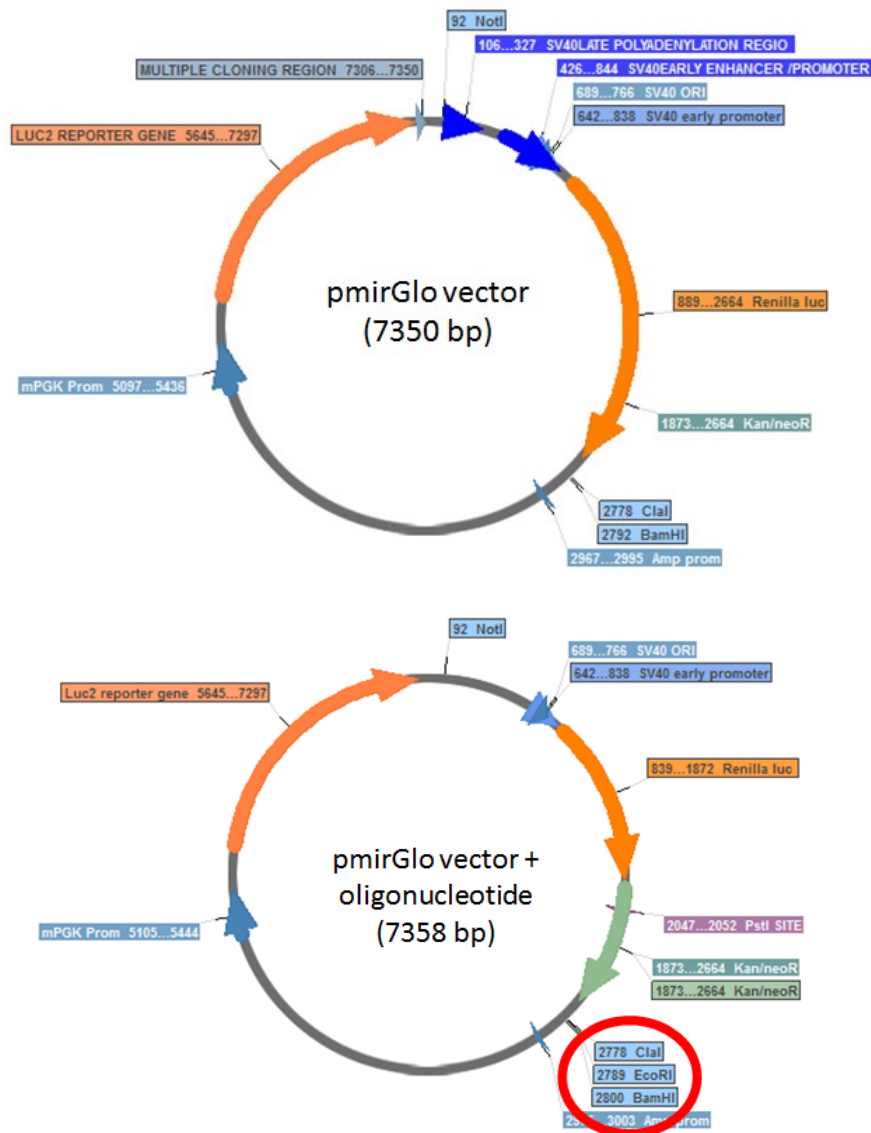 92 NotI
106...327 SV40LATE POLYADENYLATION REGIO
MULTIPLE CLONING REGION 7306...7350
426...844 SV40EARLY ENHANCER /PROMOTER
689...766 SV40 ORI
642...838 SV40 early promoter
LUC2 REPORTER GENE 5645...7297
pmirGlo vector
(7350 bp)
889...2664 Renilla luc
mPGK Prom 5097...5436
1873...2664 Kan/neoR
2778 ClaI
2792 BamHI
2967...2995 Amp prom
92 NotI
689...766 SV40 ORI
642...838 SV40 early promoter
Luc2 reporter gene 5645...7297
839...1872 Renilla luc
pmirGlo vector +
oligonucleotide
(7358 bp)
2047...2052 PstI SITE
mPGK Prom 5105...5444
1873...2664 Kan/neoR
1873...2664 Kan/neoR
2778 ClaI
2789 EcoRI
2800 BamHI
3003 Amp prom